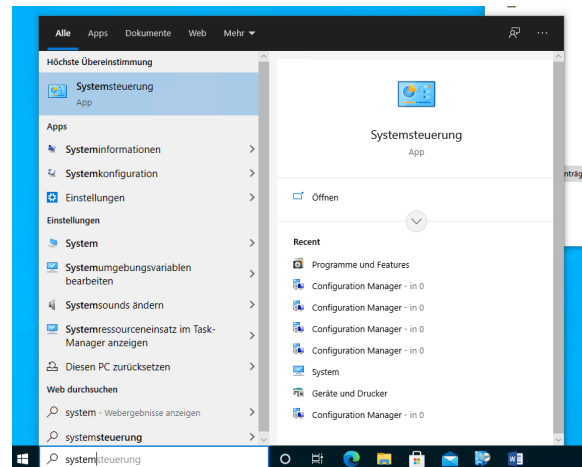 Alle Apps Dokumente Web Mehr
Höchste Übereinstimmung
Systemsteuerung
App
Apps
Systeminformationen
Systemkonfiguration
Einstellungen
Einstellungen
System
Systemumgebungsvariablen
bearbeiten
Systemsounds ändern
Systemressourceneinsatz im Task-
Manager anzeigen
Diesen PC zurücksetzen
Web durchsuchen
system - Webergebnisse anzeigen
systemsteuerung
systemsteuerung
Systemsteuerung
App
Öffnen
Recent
Programme und Features
Configuration Manager - in 0
Configuration Manager - in 0
Configuration Manager - in 0
Configuration Manager - in 0
System
Geräte und Drucker
Configuration Manager - in 0